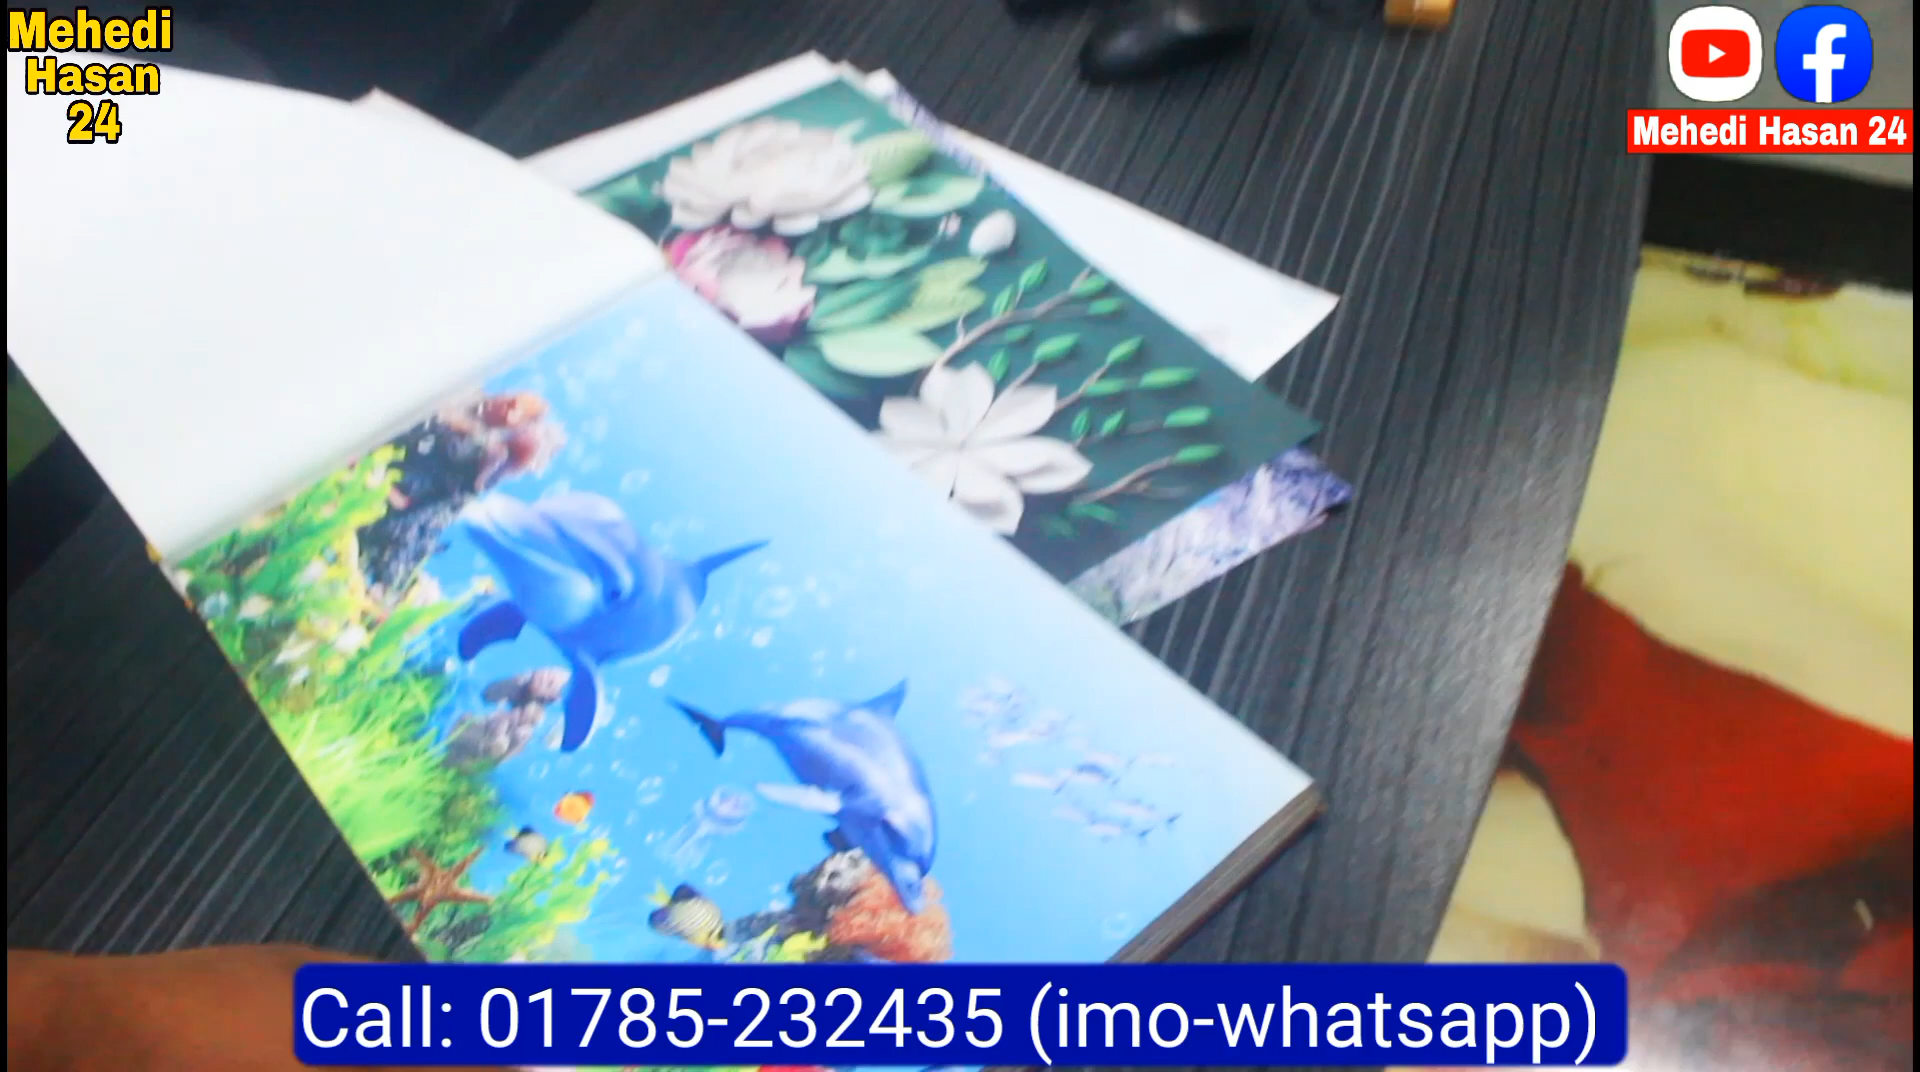 Mehedi
Hasan
24
Mehedi Hasan 24
Call: 01785-232435 (imo-whatsapp)